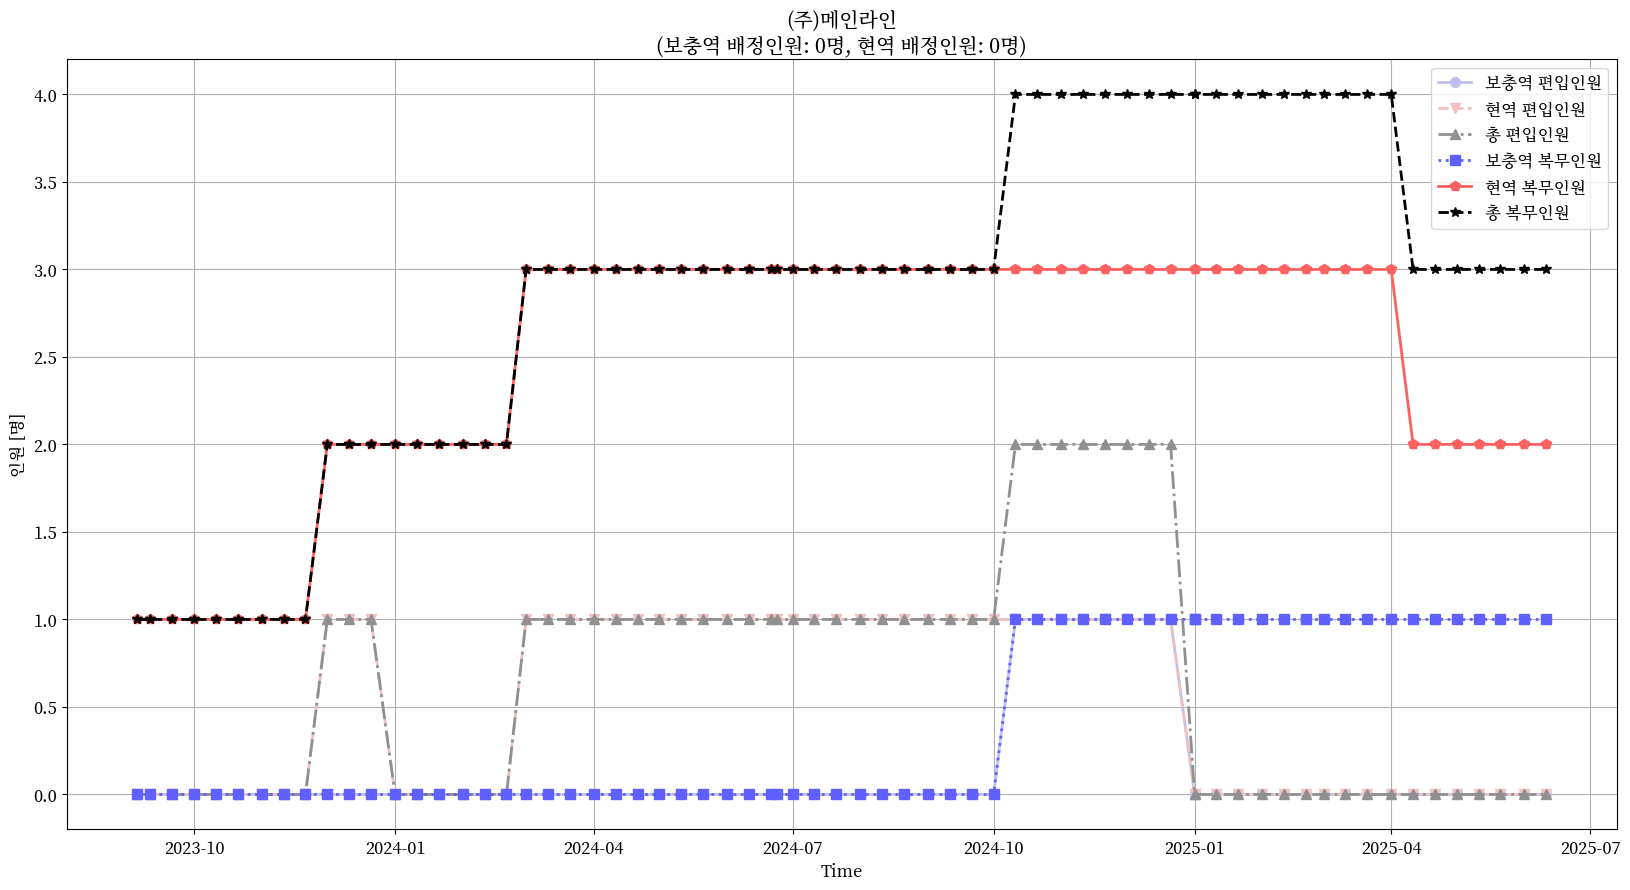 (주)메인라인
(보충역 배정인원: 0명, 현역 배정인원: 0명)
보충역 편입인원
현역 편입인원
총 편입인원
보충역 복무인원
현역 복무인원
총 복무인원
인원 [명]
4.0
3.5
3.0
2.5
2.0
1.5
1.0
0.5
0.0
2023-10
2024-01
2024-04
2024-07
2024-10
2025-01
2025-04
2025-07
Time